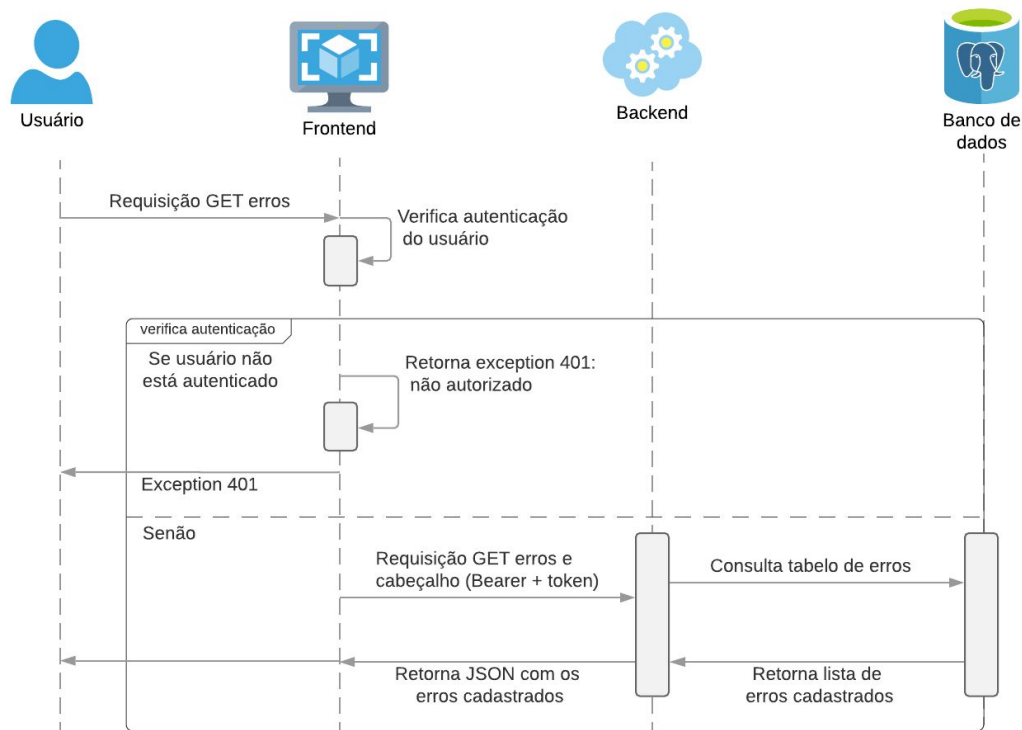 Usuário
Frontend
Backend
Banco de
dados
Requisição GET erros
Verifica autenticação
do usuário
verifica autenticação
Se usuário não
está autenticado
Retorna exception 401:
não autorizado
Exception 401
Senão
Requisição GET erros e
cabeçalho (Bearer + token)
Consulta tabelo de erros
Retorna JSON com os
erros cadastrados
Retorna lista de
erros cadastrados